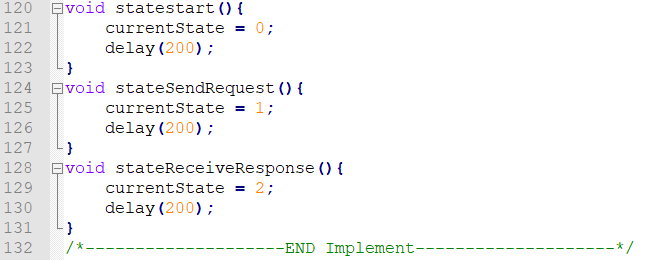 120 void statestart(){
121 currentState = 0;
122 delay(200);
123 }
124 void stateSendRequest(){
125 currentState = 1;
126 delay(200);
127 }
128 void stateReceiveResponse(){
129 currentState = 2;
130 delay(200);
131 }
132 /*--------------------END Implement--------------------*/